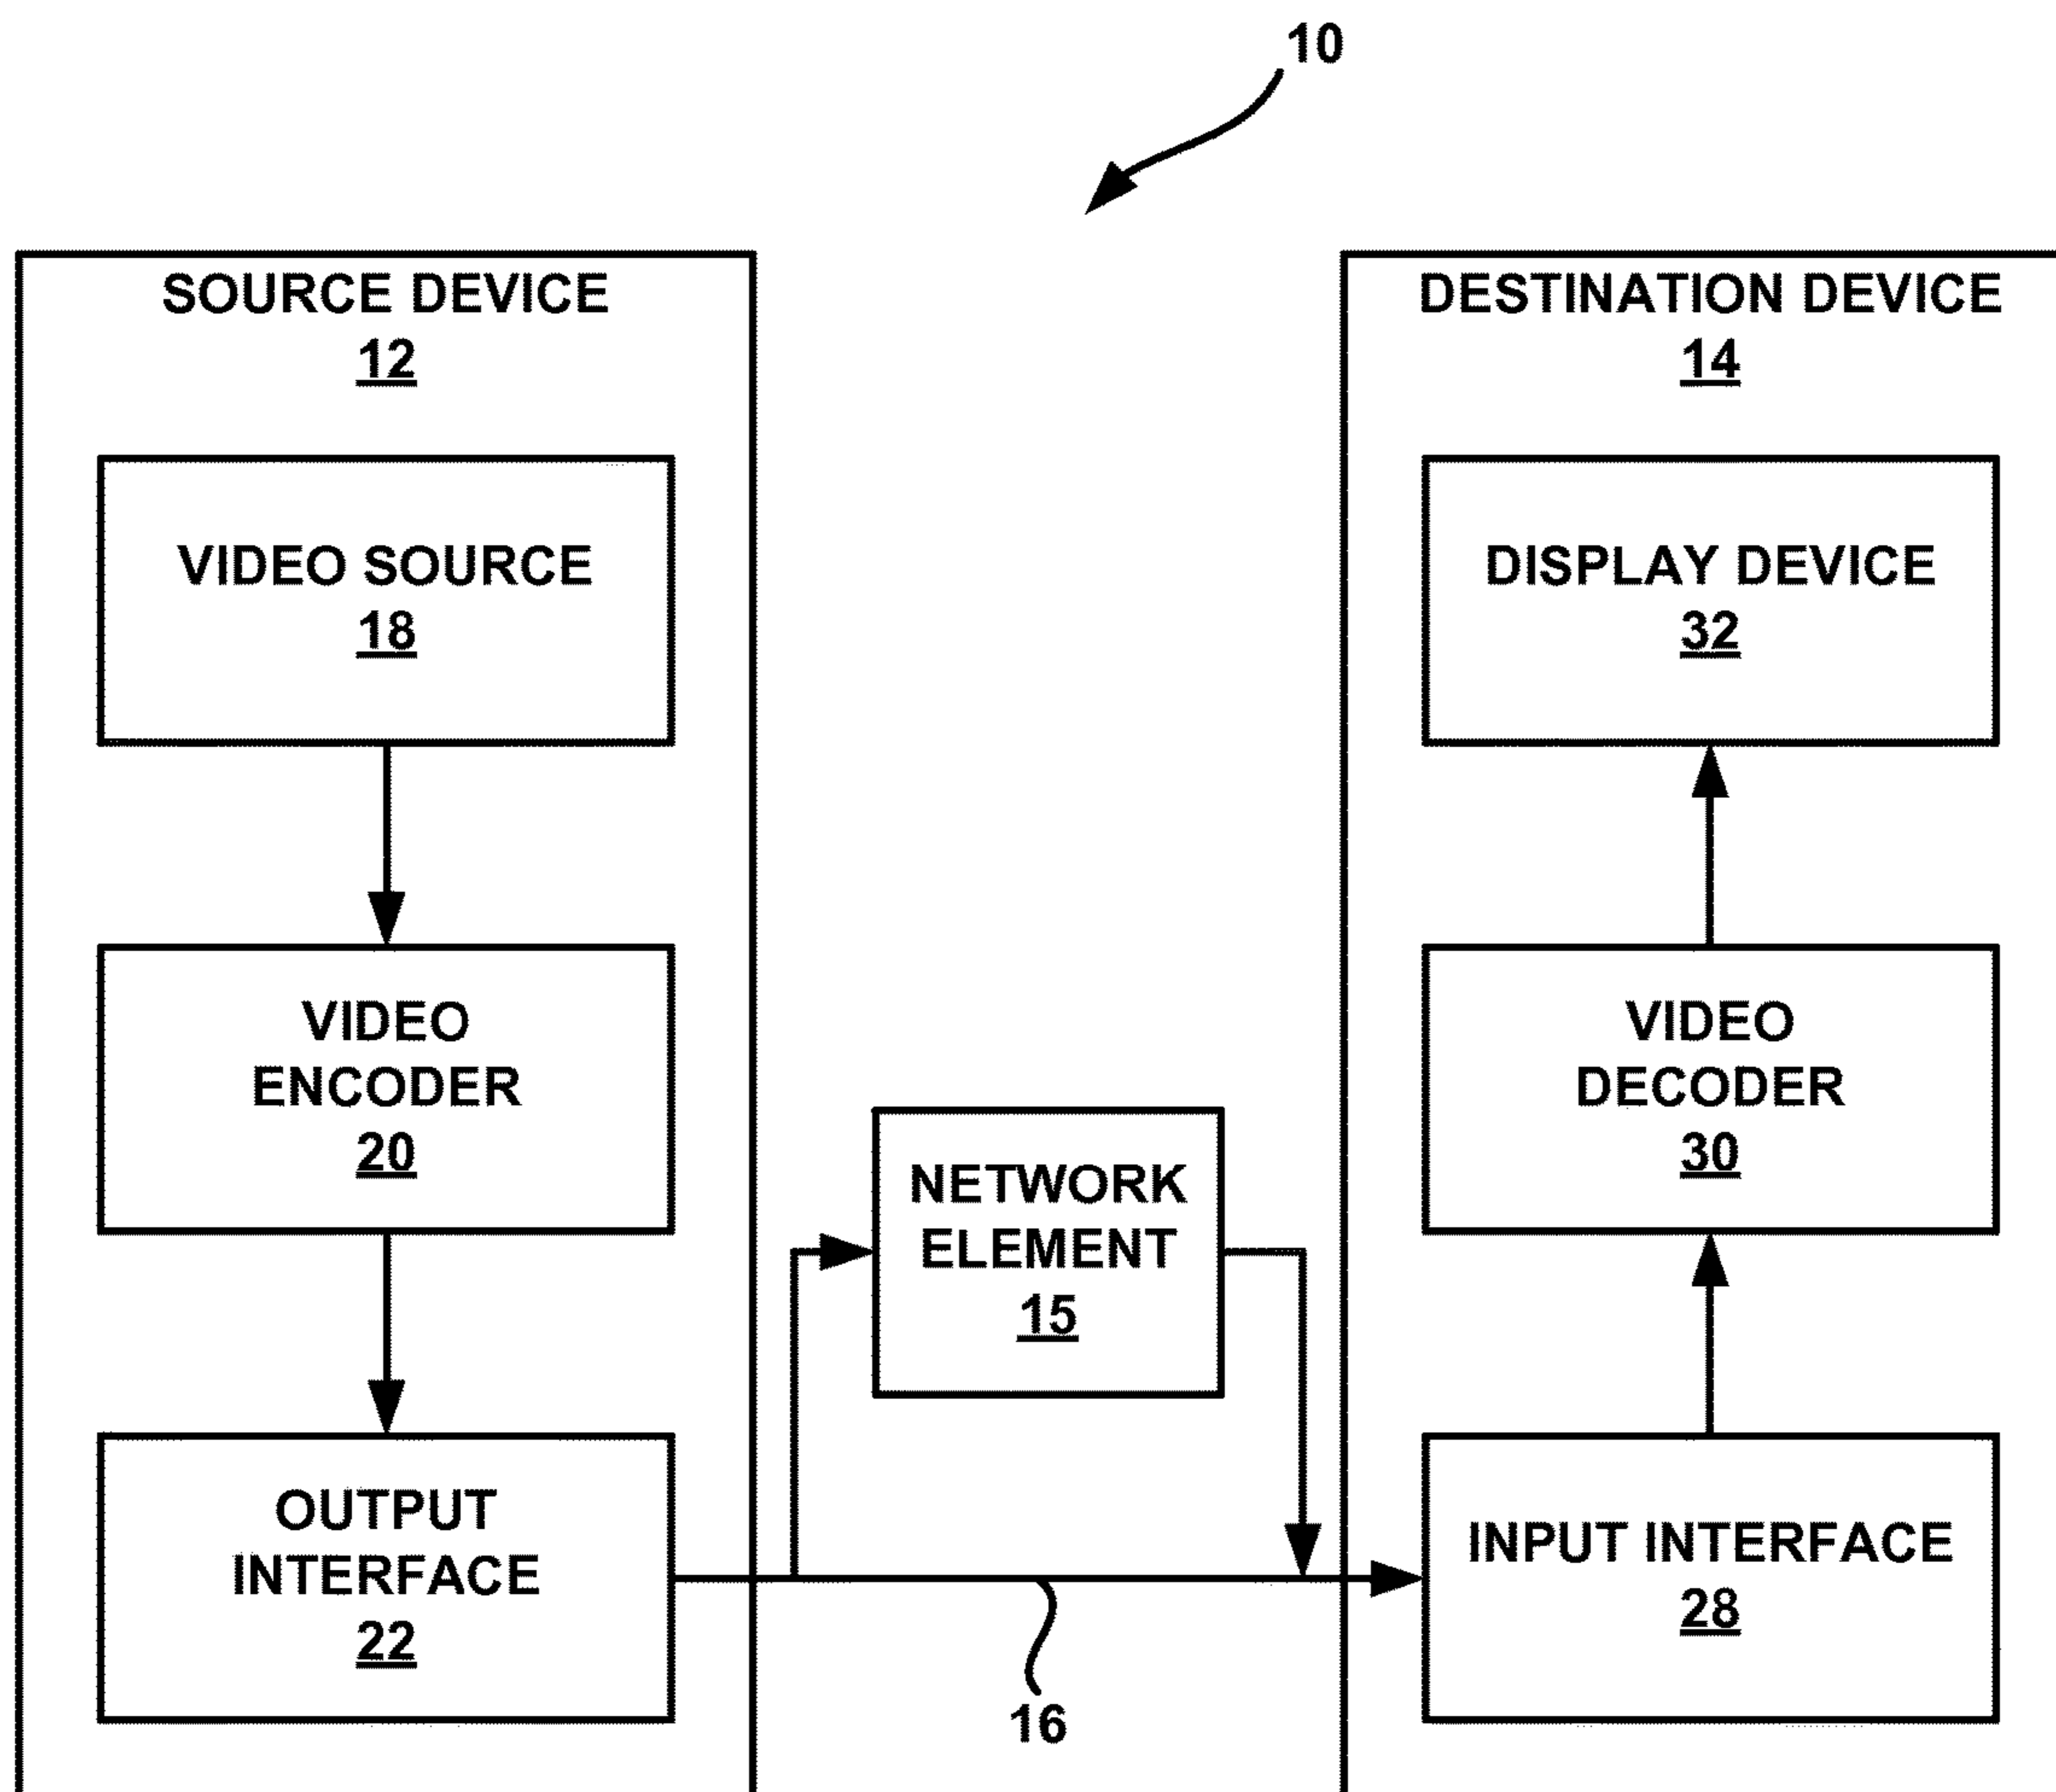 10
SOURCE DEVICE
12
VIDEO SOURCE
18
VIDEO
ENCODER
20
OUTPUT
INTERFACE
22
NETWORK
ELEMENT
15
16
DESTINATION DEVICE
14
DISPLAY DEVICE
32
VIDEO
DECODER
30
INPUT INTERFACE
28